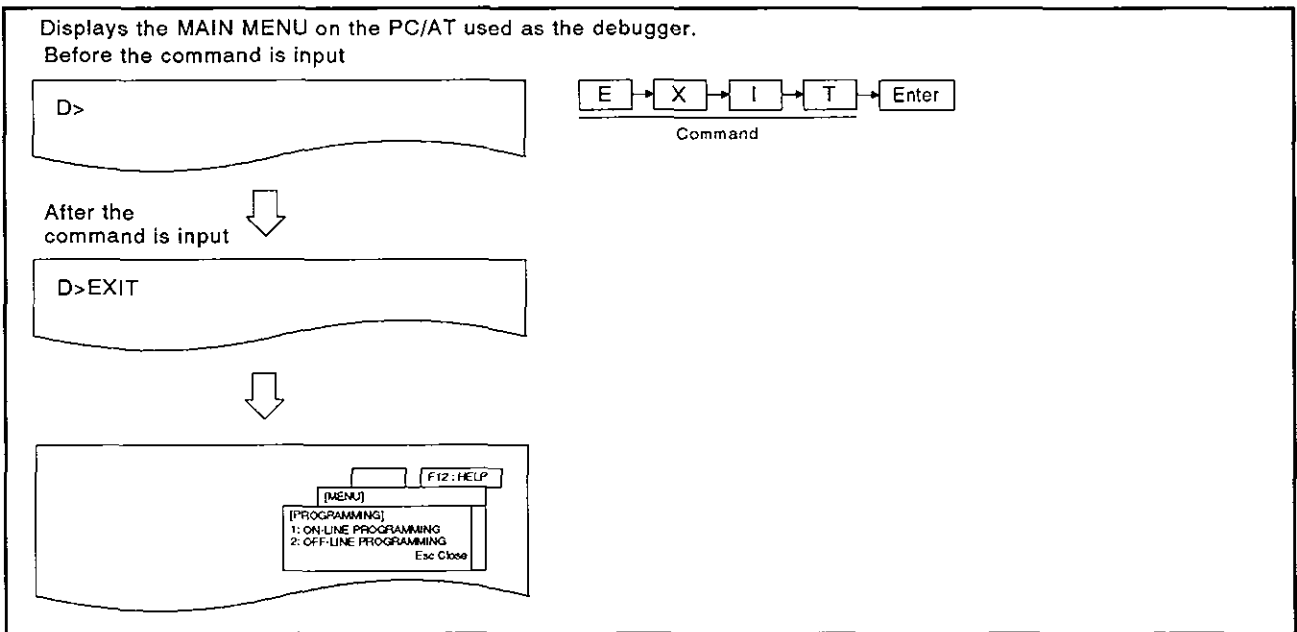 Displays the MAIN MENU on the PC/AT used as the debugger.
Before the command is input
D>
E X I T Enter
Command
After the
command is input
D>EXIT
F12:HELP
[MENU]
[PROGRAMMING]
1: ON-LINE PROGRAMMING
2: OFF-LINE PROGRAMMING
Esc Close